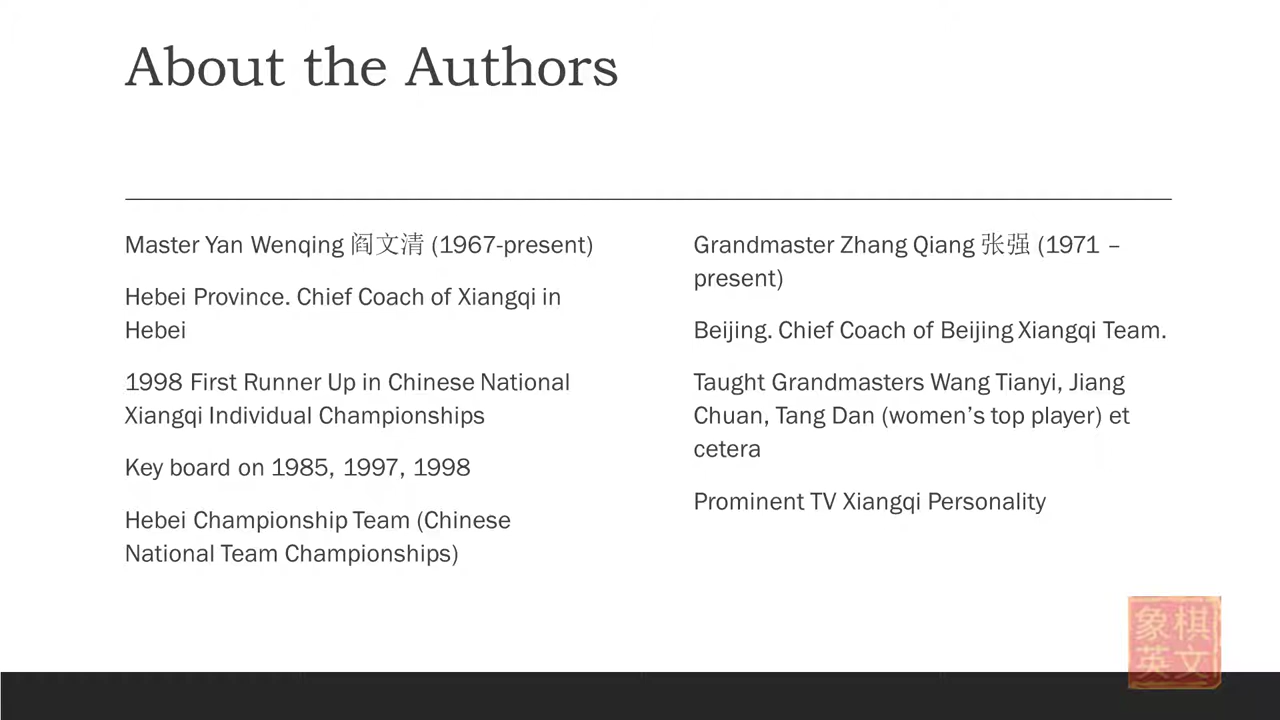 About the Authors
Master Yan Wenqing 阎文清 (1967-present)
Hebei Province. Chief Coach of Xiangqi in
Hebei
1998 First Runner Up in Chinese National
Xiangqi Individual Championships
Key board on 1985, 1997, 1998
Hebei Championship Team (Chinese
National Team Championships)
Grandmaster Zhang Qiang 张强 (1971 –
present)
Beijing. Chief Coach of Beijing Xiangqi Team.
Taught Grandmasters Wang Tianyi, Jiang
Chuan, Tang Dan (women’s top player) et
cetera
Prominent TV Xiangqi Personality
象棋
英文